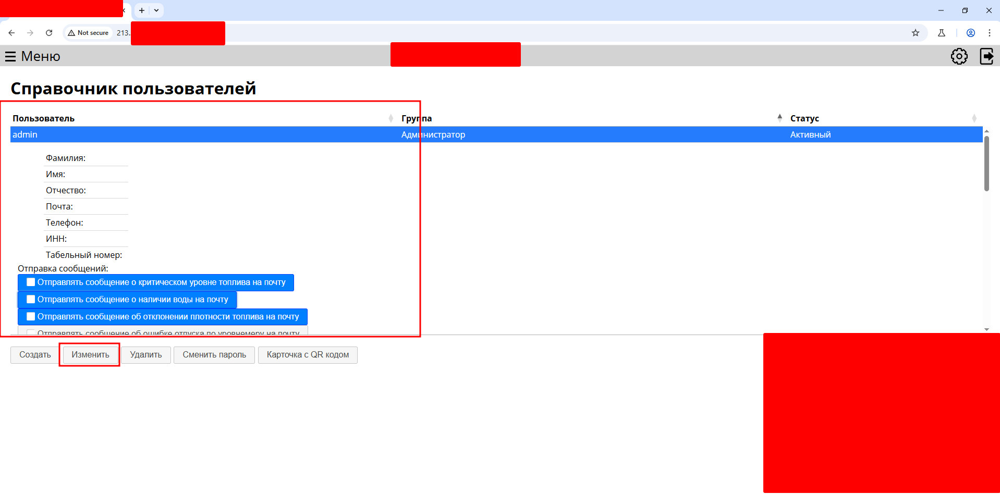 Not secure 213.
Меню
Справочник пользователей
Пользователь Группа Статус
admin Администратор Активный
Фамилия:
Имя:
Отчество:
Почта:
Телефон:
ИНН:
Табельный номер:
Отправка сообщений:
Отправлять сообщение о критическом уровне топлива на почту
Отправлять сообщение о наличии воды на почту
Отправлять сообщение об отклонении плотности топлива на почту
Отправлять сообщение об ошибке отпуска по уровнемеру на почту
Создать Изменить Удалить Сменить пароль Карточка с QR кодом